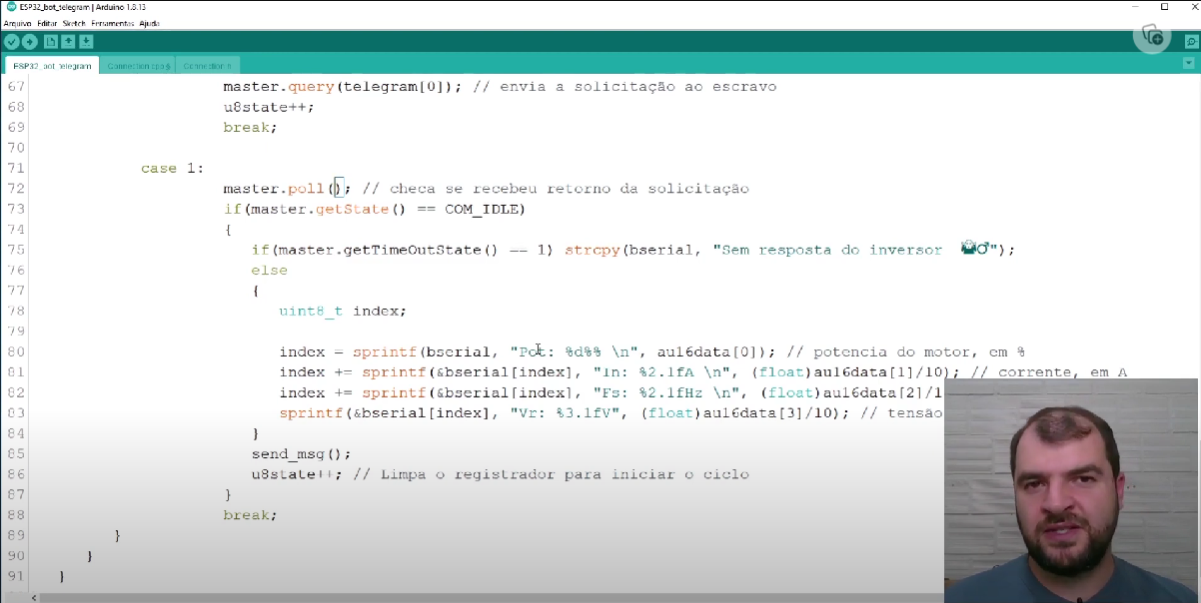 ESP32_bot_telegram | Arduino 1.8.13
Arquivo Editar Sketch Ferramentas Ajuda
ESP32_bot_telegram
67 master.query(telegram[0]); // envia a solicitação ao escravo
68 u8state++;
69 break;
70
71 case 1:
72 master.poll(); // checa se recebeu retorno da solicitação
73 if(master.getState() == COM_IDLE)
74 {
75 if(master.getTimeOutState() == 1) strcpy(bserial, "Sem resposta do inversor ");
76 else
77 {
78 uint8_t index;
79
80 index = sprintf(bserial, "Pot: %d%% \n", au16data[0]); // potencia do motor, em %
81 index += sprintf(&bserial[index], "In: %2.1fA \n", (float)au16data[1]/10); // corrente, em A
82 index += sprintf(&bserial[index], "Fs: %2.1fHz \n", (float)au16data[2]/1
83 sprintf(&bserial[index], "Vr: %3.1fV", (float)au16data[3]/10); // tensão
84 }
85 send_msg();
86 u8state++; // Limpa o registrador para iniciar o ciclo
87 }
88 break;
89 }
90 }
91 }